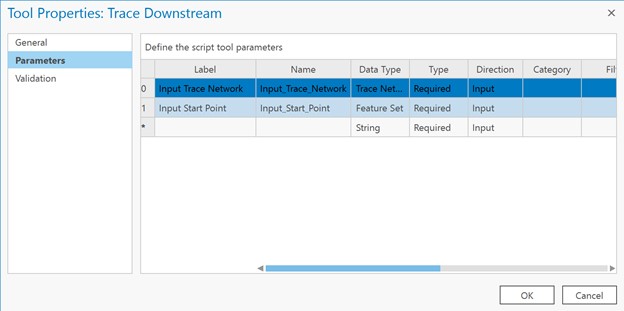 Tool Properties: Trace Downstream
General
Parameters
Validation
Define the script tool parameters
Label Name Data Type Type Direction Category Fil
0 Input Trace Network Input_Trace_Network Trace Net... Required Input
1 Input Start Point Input_Start_Point Feature Set Required Input
* String Required Input
OK Cancel